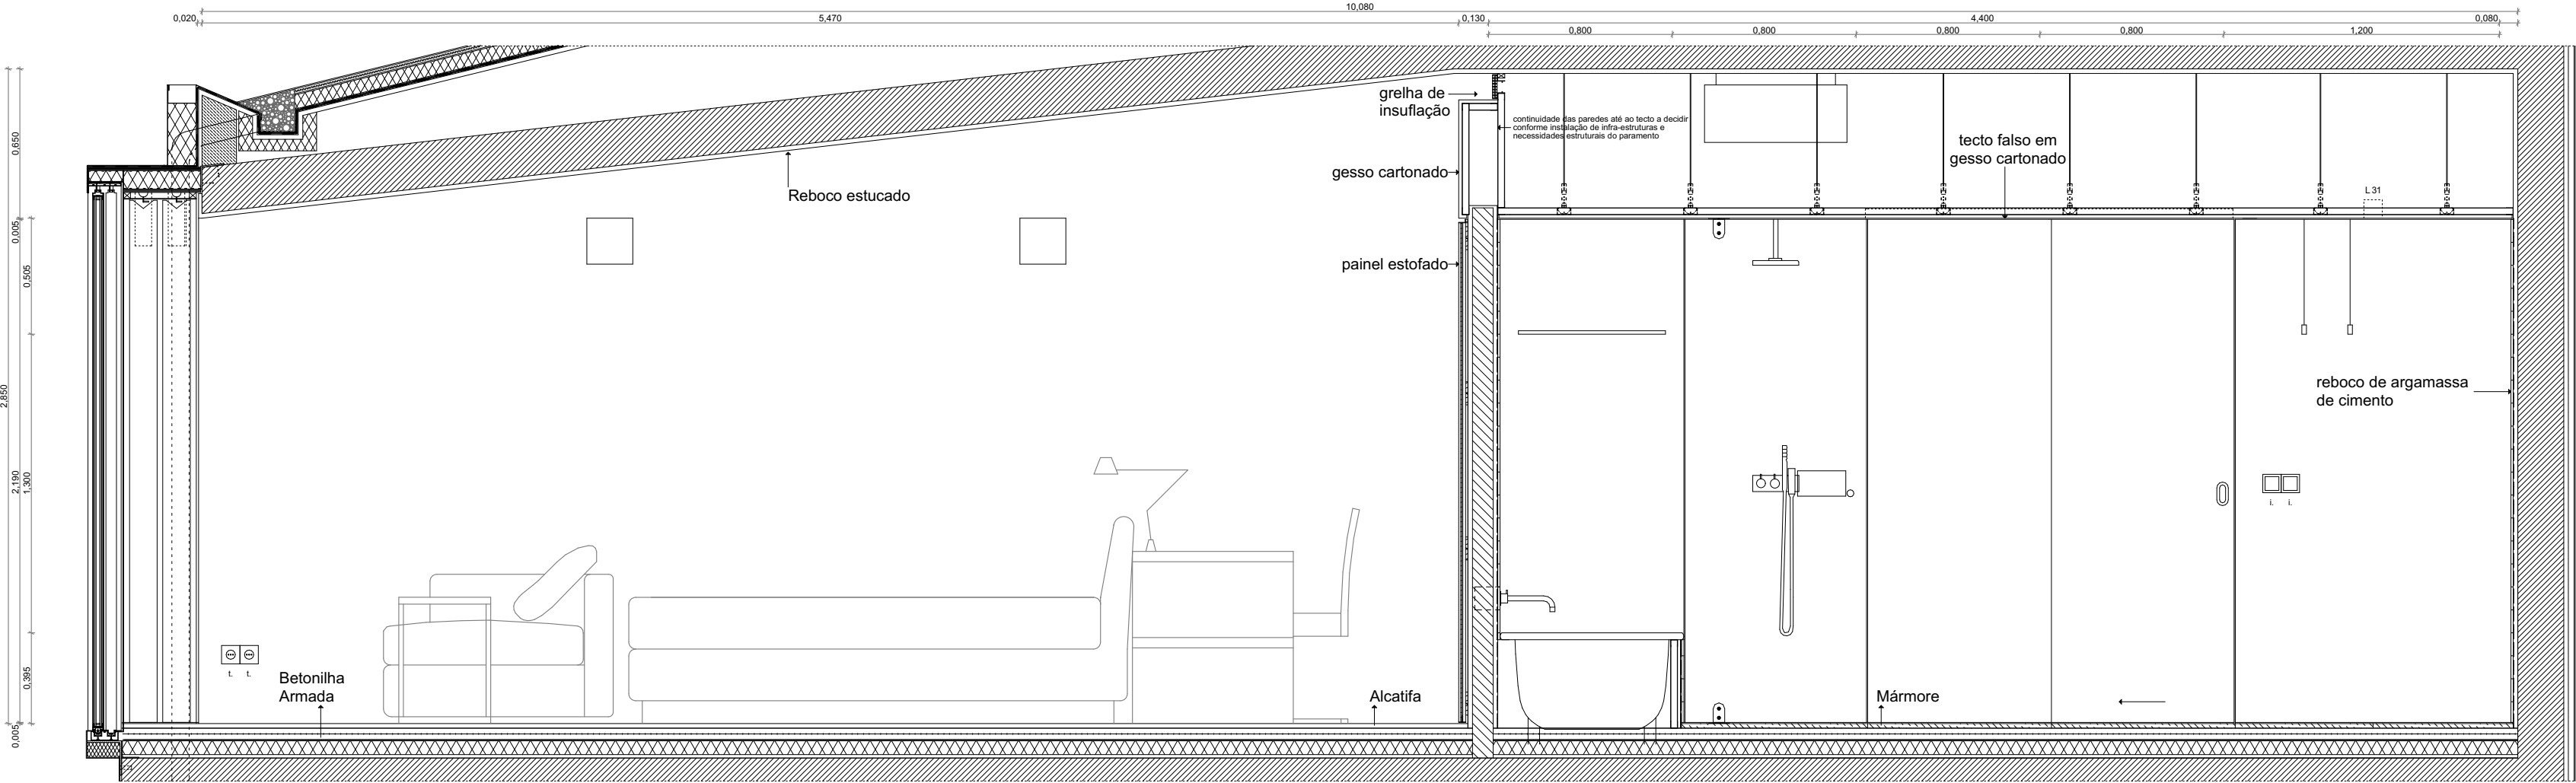 10,080
0,020
5,470
0,130
4,400
0,080
0,800
0,800
0,800
0,800
1,200
grelha de
insuflação
continuidade das paredes até ao tecto a decidir
conforme instalação de infra-estruturas e
necessidades estruturais do paramento
tecto falso em
gesso cartonado
0,650
gesso cartonado
Reboco estucado
L 31
0,005
0,505
painel estofado
2,850
reboco de argamassa
de cimento
2,190
1,300
i.
i.
0,395
t.
t.
Betonilha
Armada
Alcatifa
Mármore
0,005